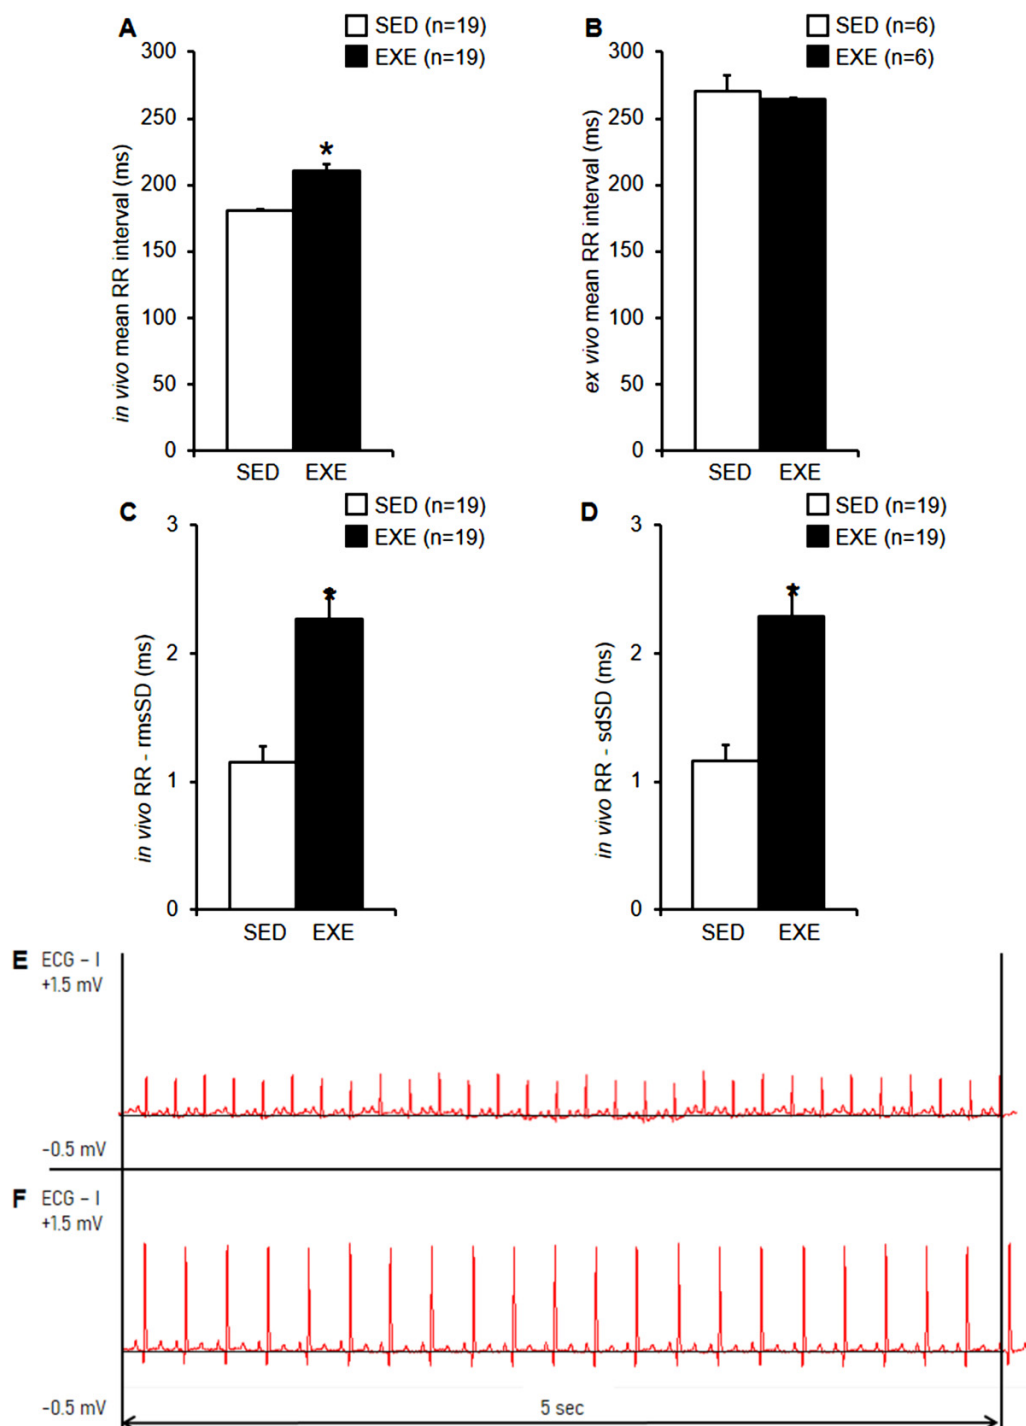 A
SED (n=19)
EXE (n=19)
in vivo mean RR interval (ms)
300
250
200
150
100
50
0
*
SED EXE
B
SED (n=6)
EXE (n=6)
ex vivo mean RR interval (ms)
300
250
200
150
100
50
0
SED EXE
C
SED (n=19)
EXE (n=19)
in vivo RR - rmsSD (ms)
3
2
1
0
*
SED EXE
D
SED (n=19)
EXE (n=19)
in vivo RR - sdSD (ms)
3
2
1
0
*
SED EXE
E ECG – I
+1.5 mV
−0.5 mV
F ECG – I
+1.5 mV
−0.5 mV
5 sec